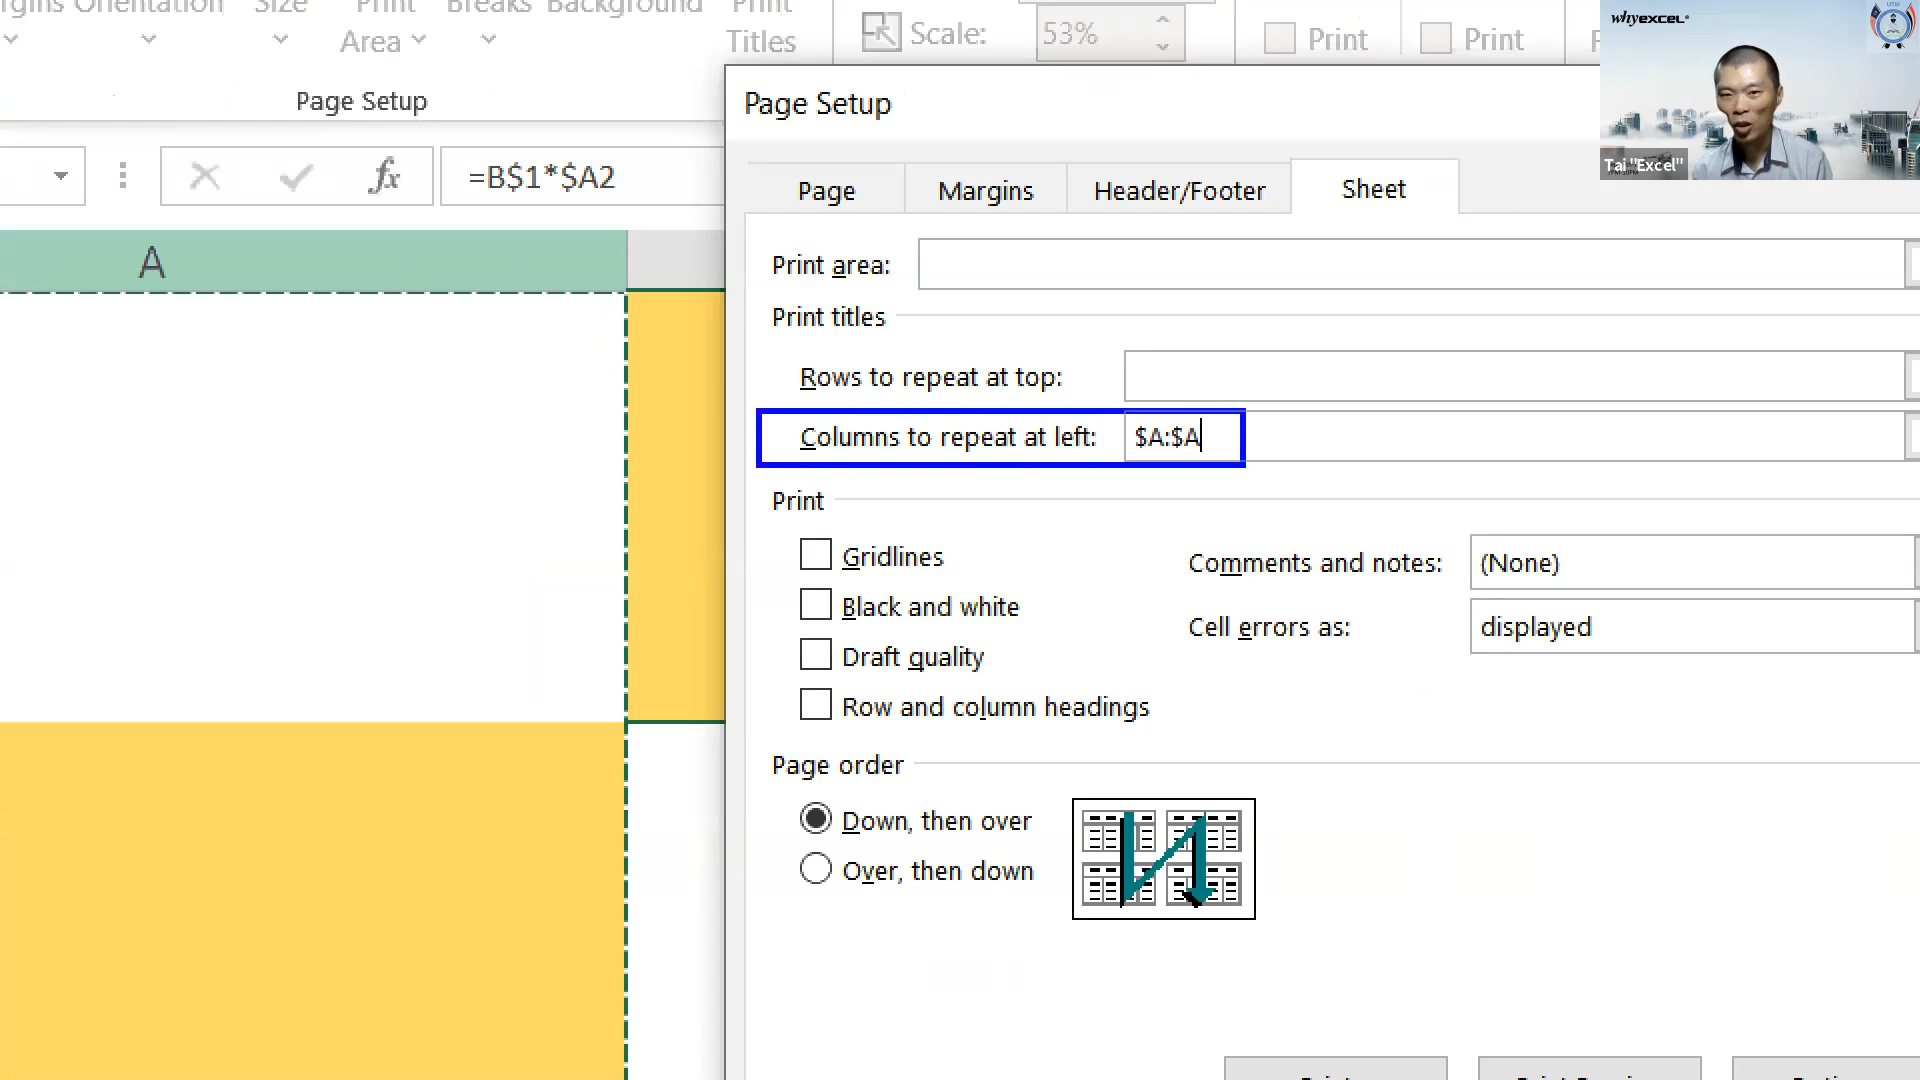 Orientation Size Print Breaks Background Print
Area Titles Scale: 53% Print Print
Page Setup
=B$1*$A2
fx
A
Page Setup
Page Margins Header/Footer Sheet
Print area:
Print titles
Rows to repeat at top:
Columns to repeat at left: $A:$A
Print
Gridlines
Black and white
Draft quality
Row and column headings
Comments and notes: (None)
Cell errors as: displayed
Page order
Down, then over
Over, then down
whyEXCEL
UTM
Tai "Excel"